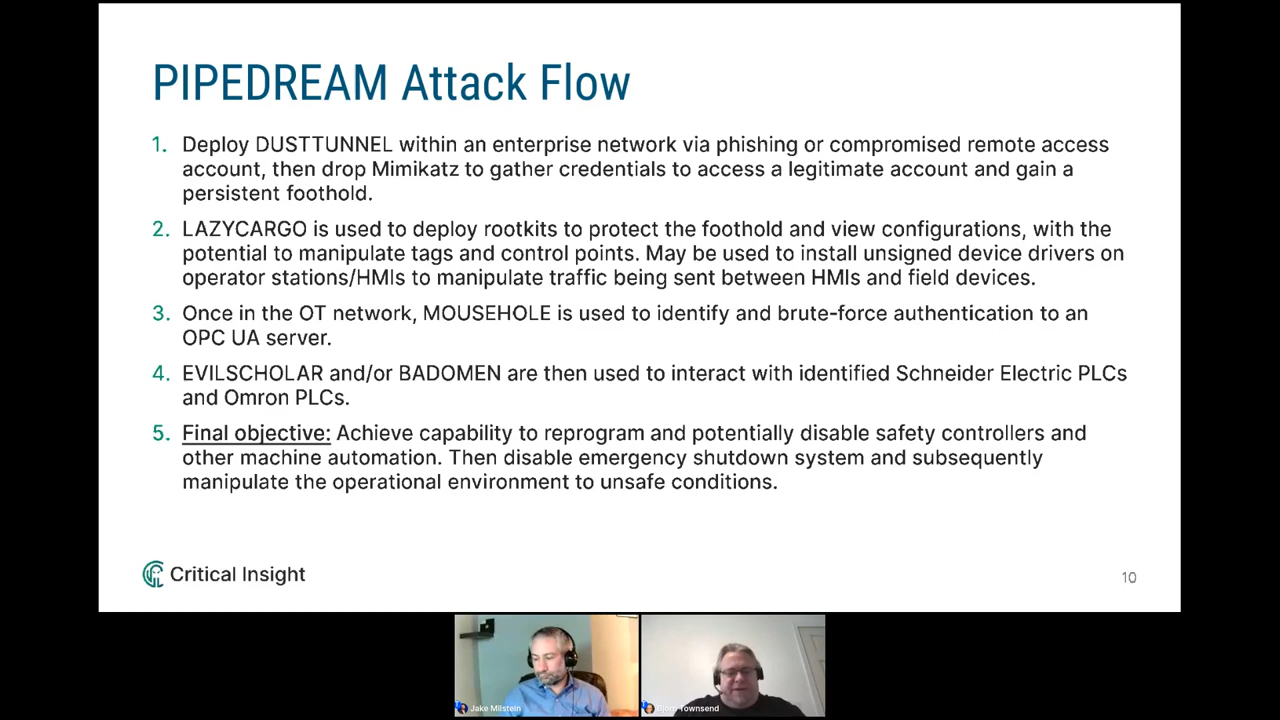 PIPEDREAM Attack Flow
1. Deploy DUSTTUNNEL within an enterprise network via phishing or compromised remote access
account, then drop Mimikatz to gather credentials to access a legitimate account and gain a
persistent foothold.
2. LAZYCARGO is used to deploy rootkits to protect the foothold and view configurations, with the
potential to manipulate tags and control points. May be used to install unsigned device drivers on
operator stations/HMIs to manipulate traffic being sent between HMIs and field devices.
3. Once in the OT network, MOUSEHOLE is used to identify and brute-force authentication to an
OPC UA server.
4. EVILSCHOLAR and/or BADOMEN are then used to interact with identified Schneider Electric PLCs
and Omron PLCs.
5. Final objective: Achieve capability to reprogram and potentially disable safety controllers and
other machine automation. Then disable emergency shutdown system and subsequently
manipulate the operational environment to unsafe conditions.
Critical Insight
10
Jake Milstein
Bjorn Townsend